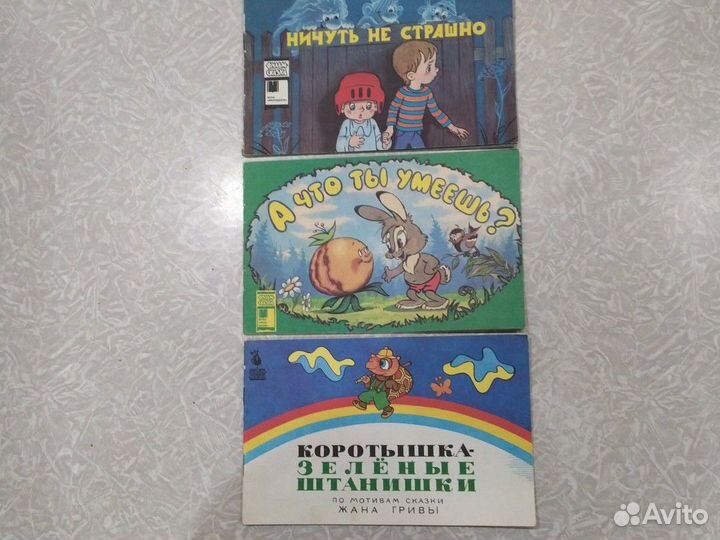 НИЧУТЬ НЕ СТРАШНО
А ЧТО ТЫ УМЕЕШЬ?
КОРОТЫШКА-
ЗЕЛЁНЫЕ
ШТАНИШКИ
ПО МОТИВАМ СКАЗКИ
ЖАНА ГРИВЫ
Avito